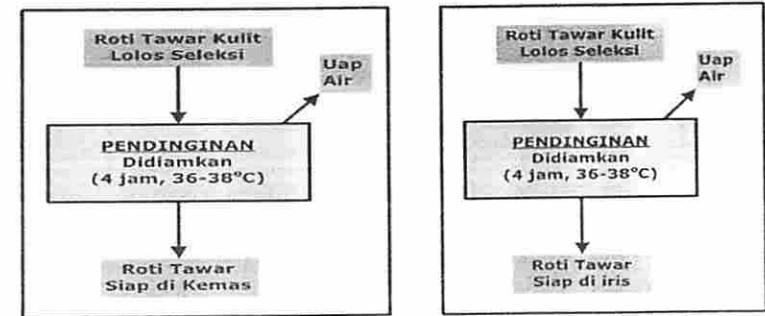 Roti Tawar Kulit
Lolos Seleksi
Uap
Air
PENDINGINAN
Didiamkan
(4 jam, 36-38°C)
Roti Tawar
Siap di Kemas
Roti Tawar Kulit
Lolos Seleksi
Uap
Air
PENDINGINAN
Didiamkan
(4 jam, 36-38°C)
Roti Tawar
Siap di iris